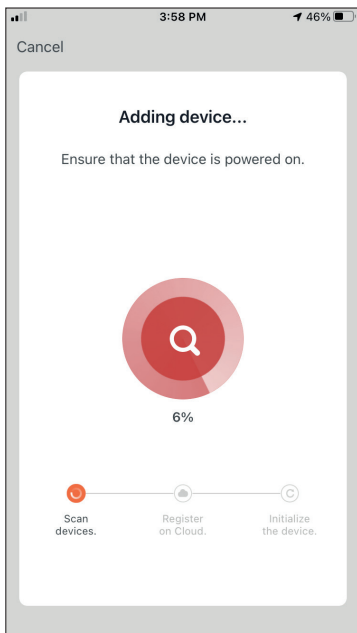 3:58 PM
46%
Cancel
Adding device...
Ensure that the device is powered on.
6%
Scan
devices.
Register
on Cloud.
Initialize
the device.